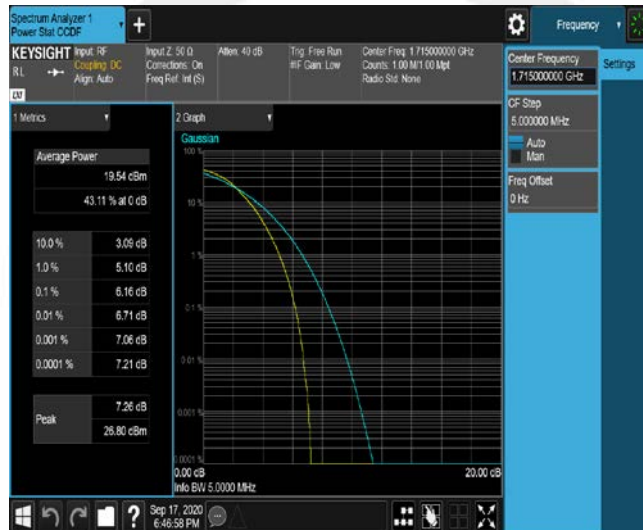 Spectrum Analyzer 1
Power Stat CCDF
+
Frequency
KEYSIGHT
RL
LXI
Input: RF
Coupling: DC
Align: Auto
Input Z: 50 Ω
Corrections: On
Freq Ref: Int (S)
Atten: 40 dB
Trig: Free Run
#IF Gain: Low
Center Freq: 1.715000000 GHz
Counts: 1.00 M/1.00 Mpt
Radio Std: None
Center Frequency
1.715000000 GHz
Settings
CF Step
5.000000 MHz
Auto
Man
Freq Offset
0 Hz
1 Metrics
Average Power
19.54 dBm
43.11 % at 0 dB
10.0 % 3.09 dB
1.0 % 5.10 dB
0.1 % 6.16 dB
0.01 % 6.71 dB
0.001 % 7.06 dB
0.0001 % 7.21 dB
Peak
7.26 dB
26.80 dBm
2 Graph
Gaussian
100 %
10 %
1 %
0.1 %
0.01 %
0.001 %
0.0001 %
0.00 dB
20.00 dB
Info BW 5.0000 MHz
?
Sep 17, 2020
6:46:58 PM